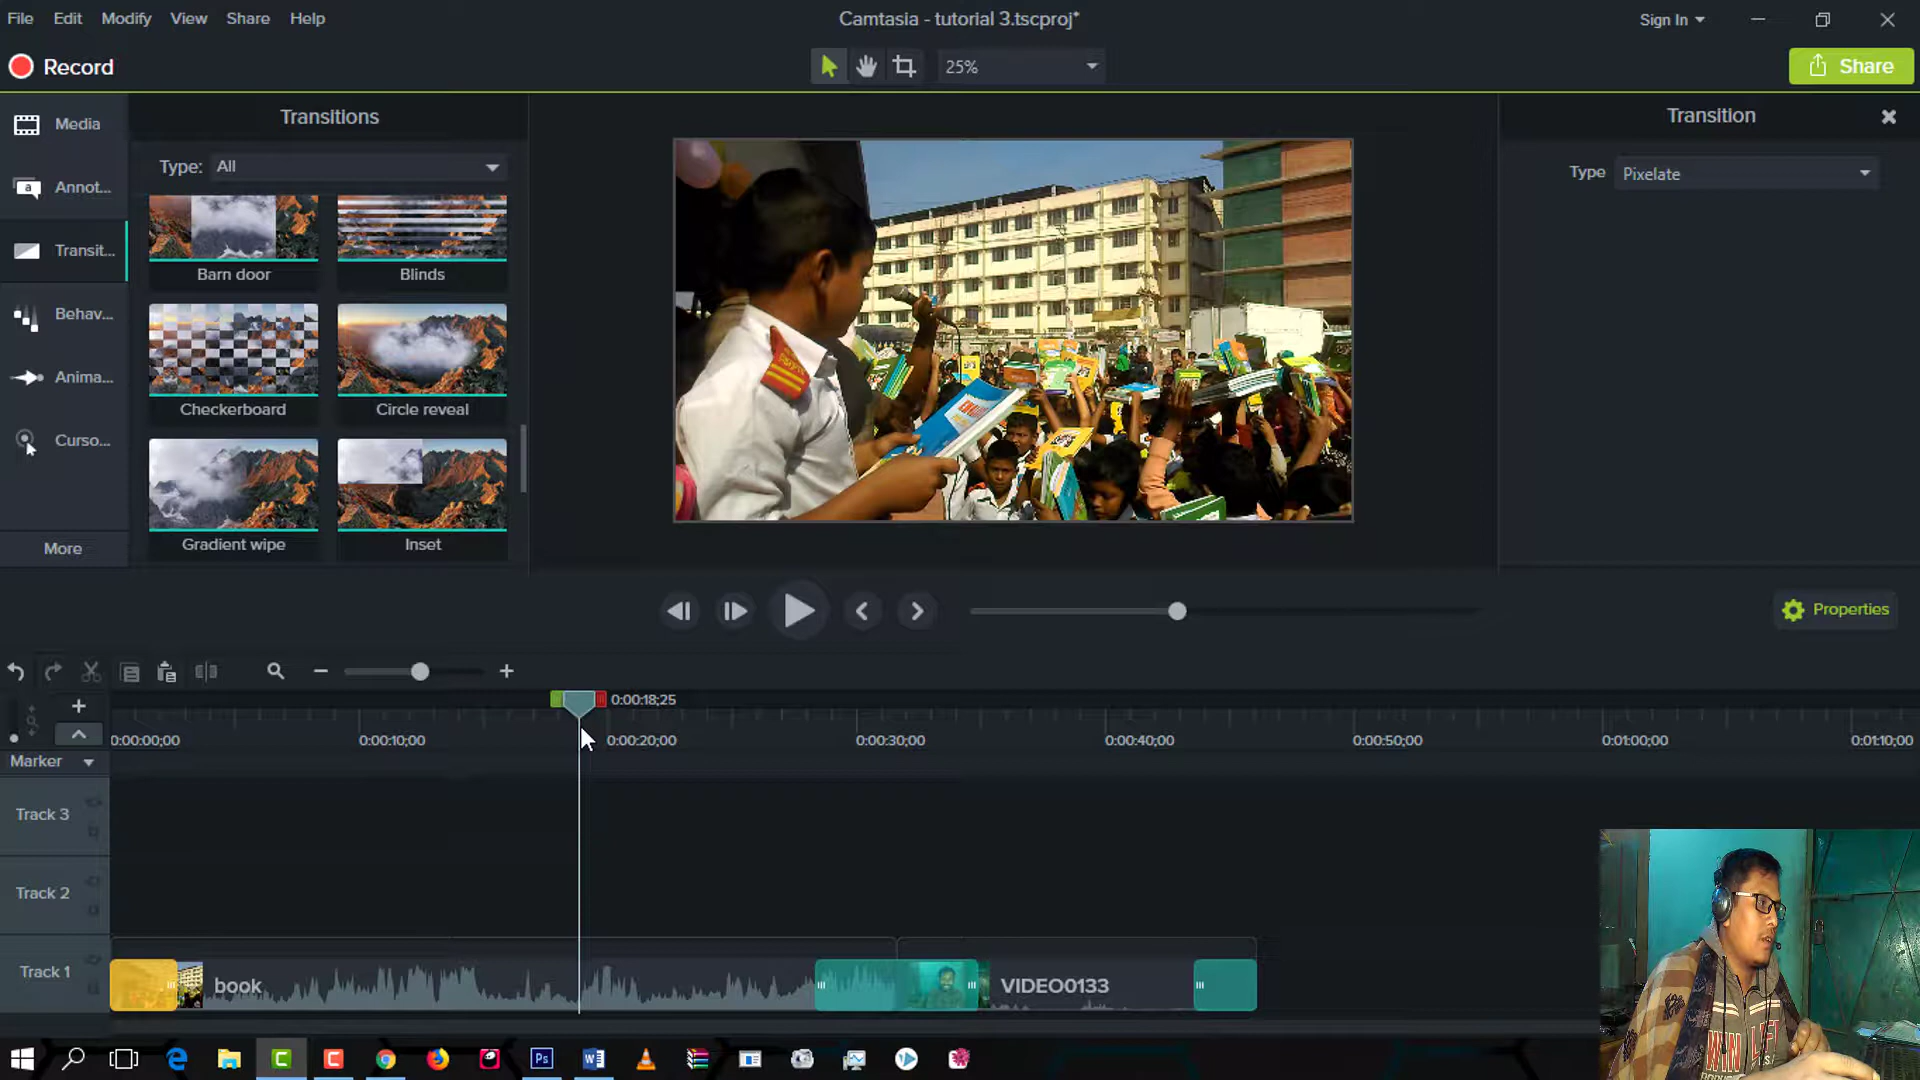 File Edit Modify View Share Help
Camtasia - tutorial 3.tscproj*
Sign In
Record
25%
Share
Media
Annot...
Transit...
Behav...
Anima...
Curso...
More
Transitions
Type: All
Barn door Blinds
Checkerboard Circle reveal
Gradient wipe Inset
Transition
Type Pixelate
Properties
0:00:18;25
0:00:00;00 0:00:10;00 0:00:20;00 0:00:30;00 0:00:40;00 0:00:50;00 0:01:00;00 0:01:10;00
Marker
Track 3
Track 2
Track 1
book
VIDEO0133